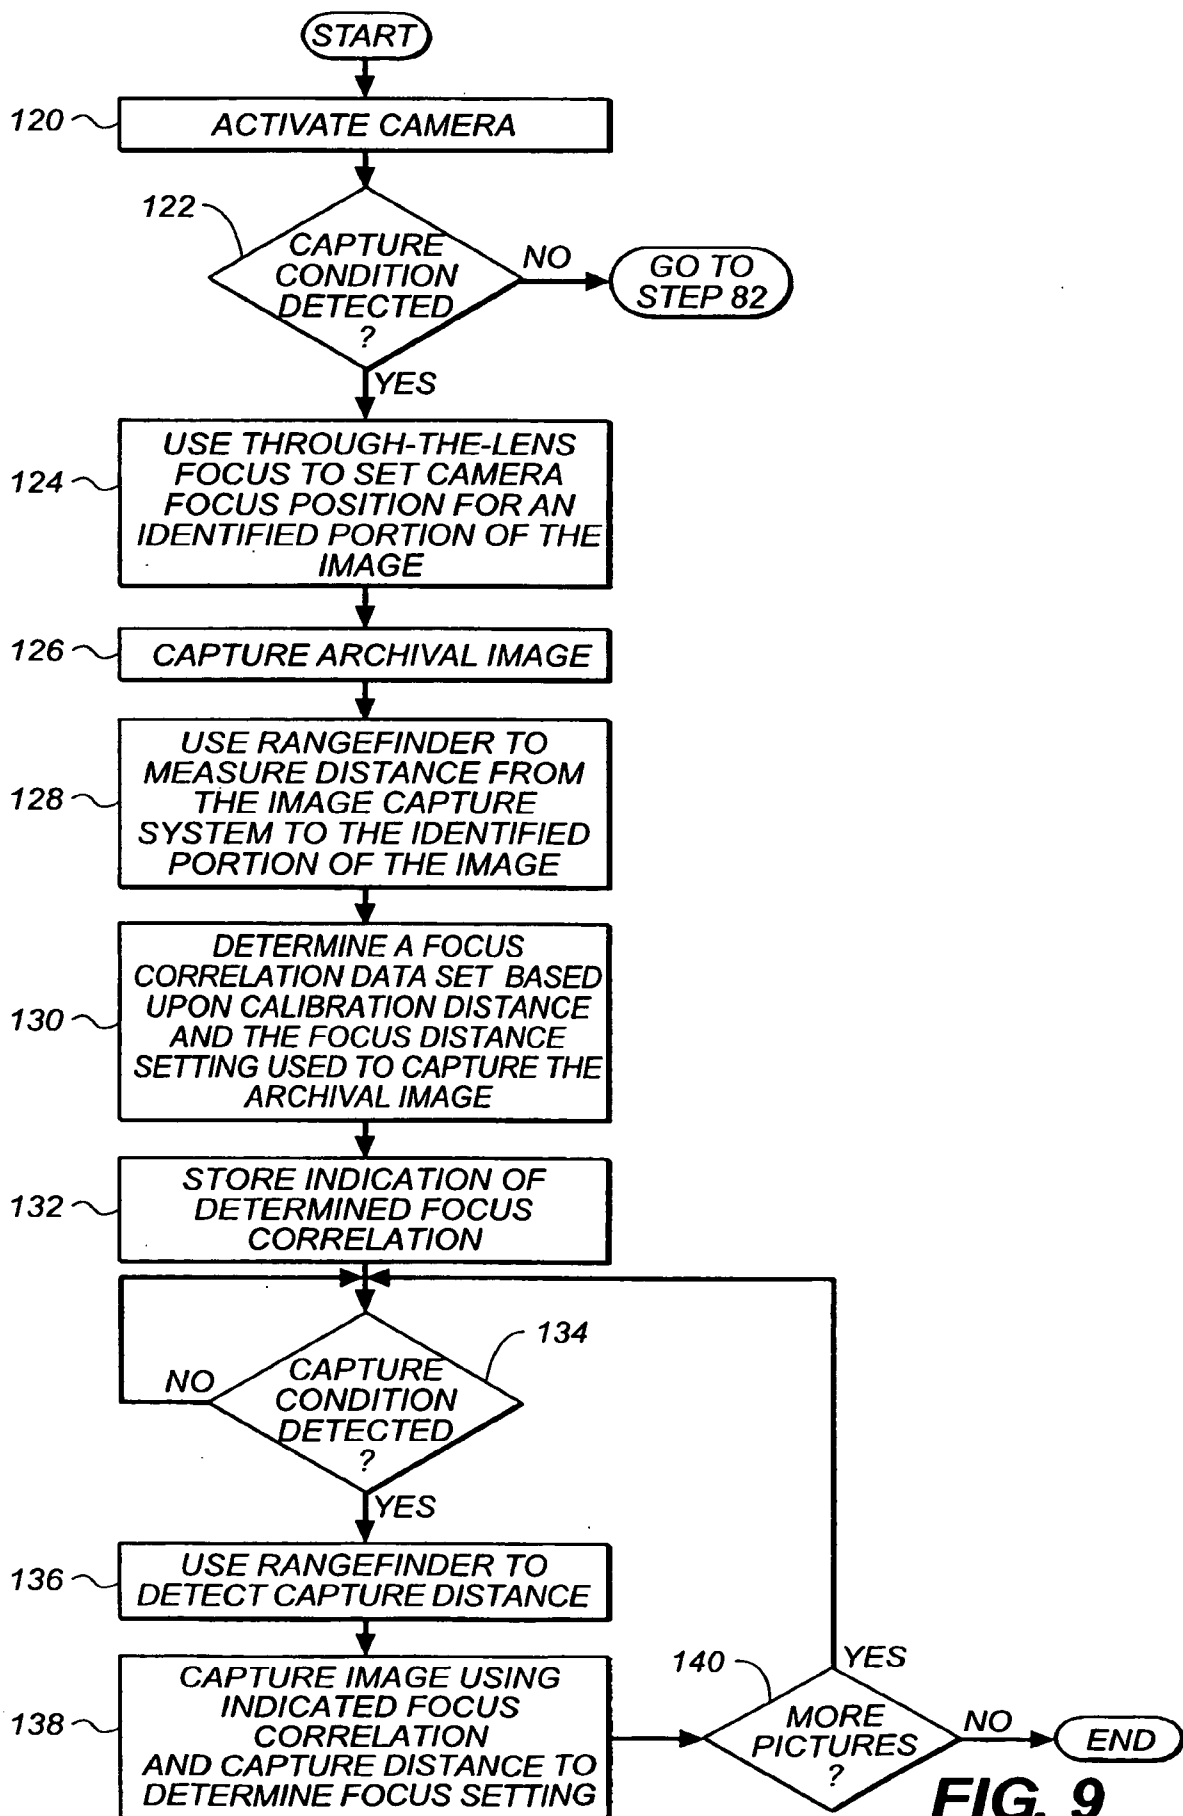 START
120
ACTIVATE CAMERA
122
CAPTURE
CONDITION
DETECTED
?
NO
GO TO
STEP 82
YES
124
USE THROUGH-THE-LENS
FOCUS TO SET CAMERA
FOCUS POSITION FOR AN
IDENTIFIED PORTION OF THE
IMAGE
126
CAPTURE ARCHIVAL IMAGE
128
USE RANGEFINDER TO
MEASURE DISTANCE FROM
THE IMAGE CAPTURE
SYSTEM TO THE IDENTIFIED
PORTION OF THE IMAGE
130
DETERMINE A FOCUS
CORRELATION DATA SET BASED
UPON CALIBRATION DISTANCE
AND THE FOCUS DISTANCE
SETTING USED TO CAPTURE THE
ARCHIVAL IMAGE
132
STORE INDICATION OF
DETERMINED FOCUS
CORRELATION
134
CAPTURE
CONDITION
DETECTED
?
NO
YES
136
USE RANGEFINDER TO
DETECT CAPTURE DISTANCE
138
CAPTURE IMAGE USING
INDICATED FOCUS
CORRELATION
AND CAPTURE DISTANCE TO
DETERMINE FOCUS SETTING
140
YES
MORE
PICTURES
?
NO
END
FIG. 9